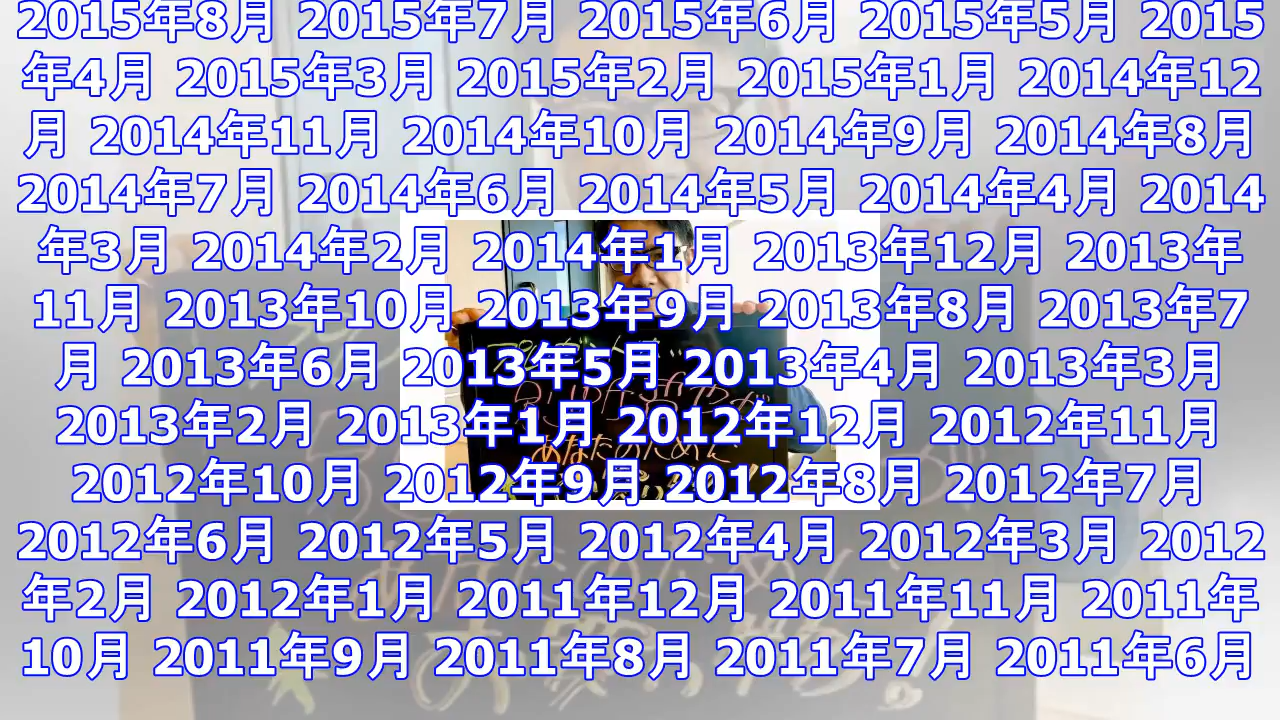 2015年8月 2015年7月 2015年6月 2015年5月 2015
年4月 2015年3月 2015年2月 2015年1月 2014年12
月 2014年11月 2014年10月 2014年9月 2014年8月
2014年7月 2014年6月 2014年5月 2014年4月 2014
年3月 2014年2月 2014年1月 2013年12月 2013年
11月 2013年10月 2013年9月 2013年8月 2013年7
月 2013年6月 2013年5月 2013年4月 2013年3月
2013年2月 2013年1月 2012年12月 2012年11月
2012年10月 2012年9月 2012年8月 2012年7月
2012年6月 2012年5月 2012年4月 2012年3月 2012
年2月 2012年1月 2011年12月 2011年11月 2011年
10月 2011年9月 2011年8月 2011年7月 2011年6月
あなたのために